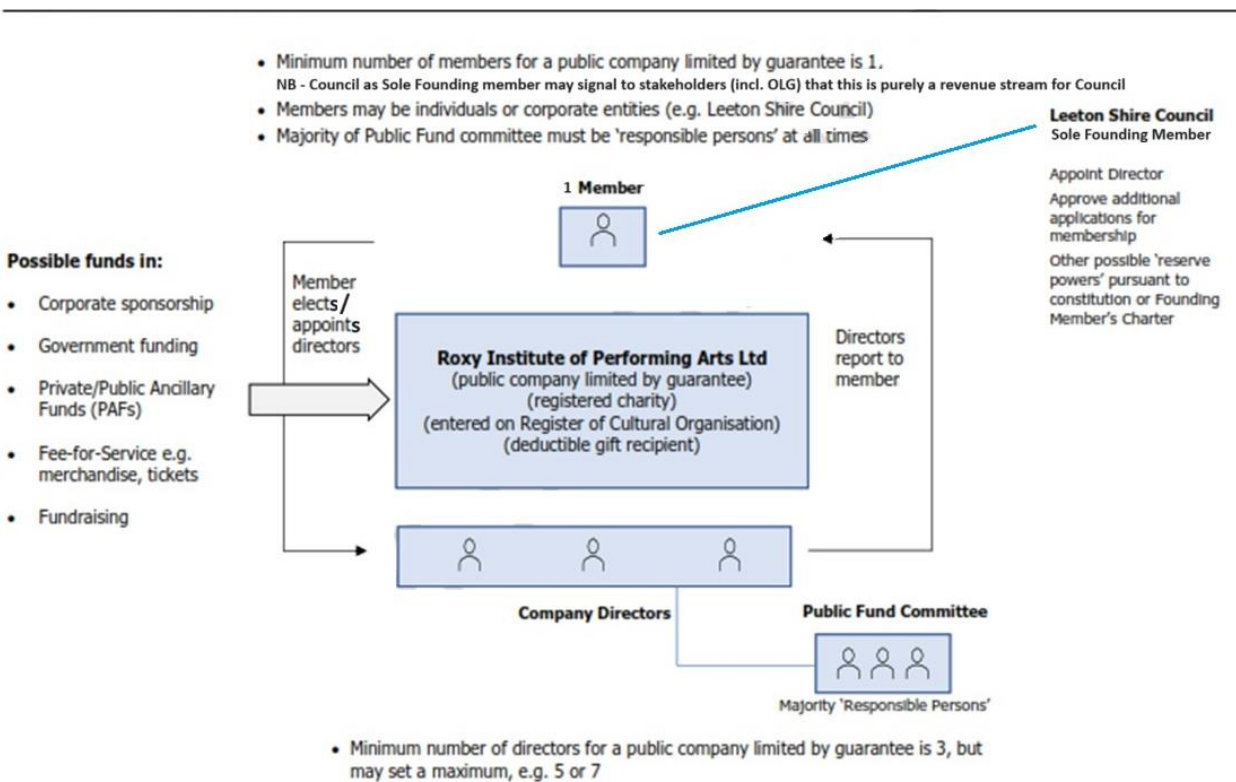 • Minimum number of members for a public company limited by guarantee is 1.
NB - Council as Sole Founding member may signal to stakeholders (incl. OLG) that this is purely a revenue stream for Council
• Members may be individuals or corporate entities (e.g. Leeton Shire Council)
• Majority of Public Fund committee must be 'responsible persons' at all times
Leeton Shire Council
Sole Founding Member
Appoint Director
Approve additional
applications for
membership
Other possible 'reserve
powers' pursuant to
constitution or Founding
Member's Charter
1 Member
Possible funds in:
• Corporate sponsorship
• Government funding
• Private/Public Ancillary
Funds (PAFs)
• Fee-for-Service e.g.
merchandise, tickets
• Fundraising
Member
elects/
appoints
directors
Roxy Institute of Performing Arts Ltd
(public company limited by guarantee)
(registered charity)
(entered on Register of Cultural Organisation)
(deductible gift recipient)
Directors
report to
member
Company Directors
Public Fund Committee
Majority 'Responsible Persons'
• Minimum number of directors for a public company limited by guarantee is 3, but
may set a maximum, e.g. 5 or 7